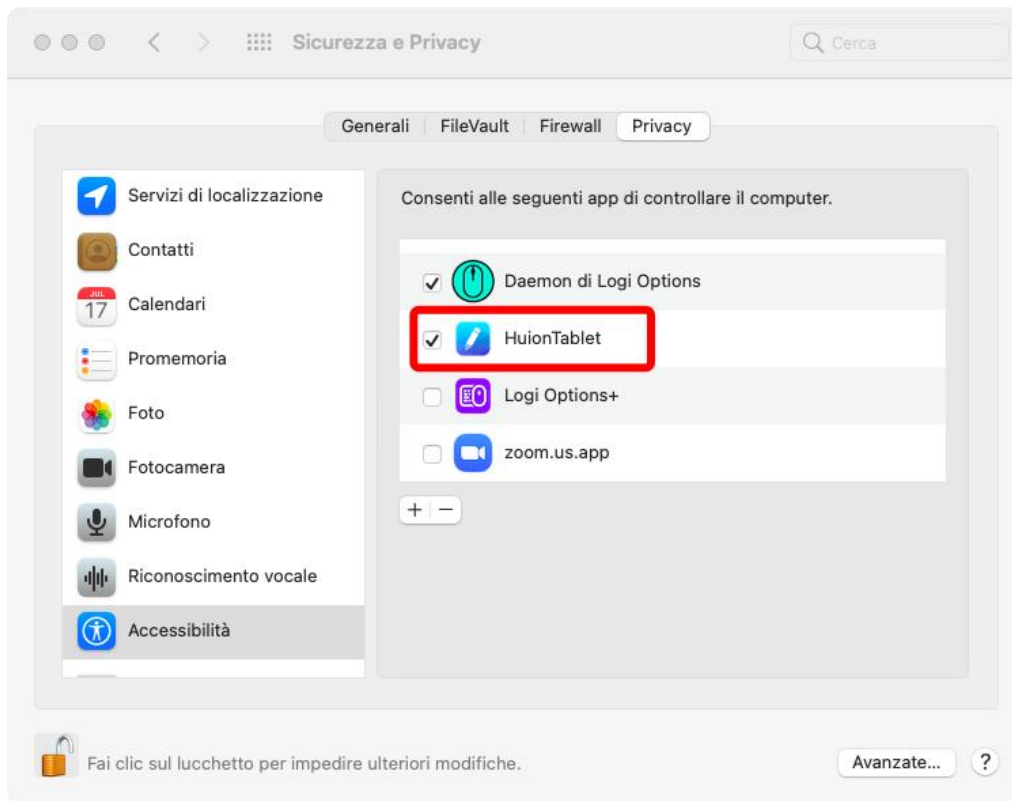 Sicurezza e Privacy
Cerca
Generali
FileVault
Firewall
Privacy
Servizi di localizzazione
Contatti
JUL
17
Calendari
Promemoria
Foto
Fotocamera
Microfono
Riconoscimento vocale
Accessibilità
Consenti alle seguenti app di controllare il computer.
Daemon di Logi Options
HuionTablet
Logi Options+
zoom.us.app
+ −
Fai clic sul lucchetto per impedire ulteriori modifiche.
Avanzate...
?